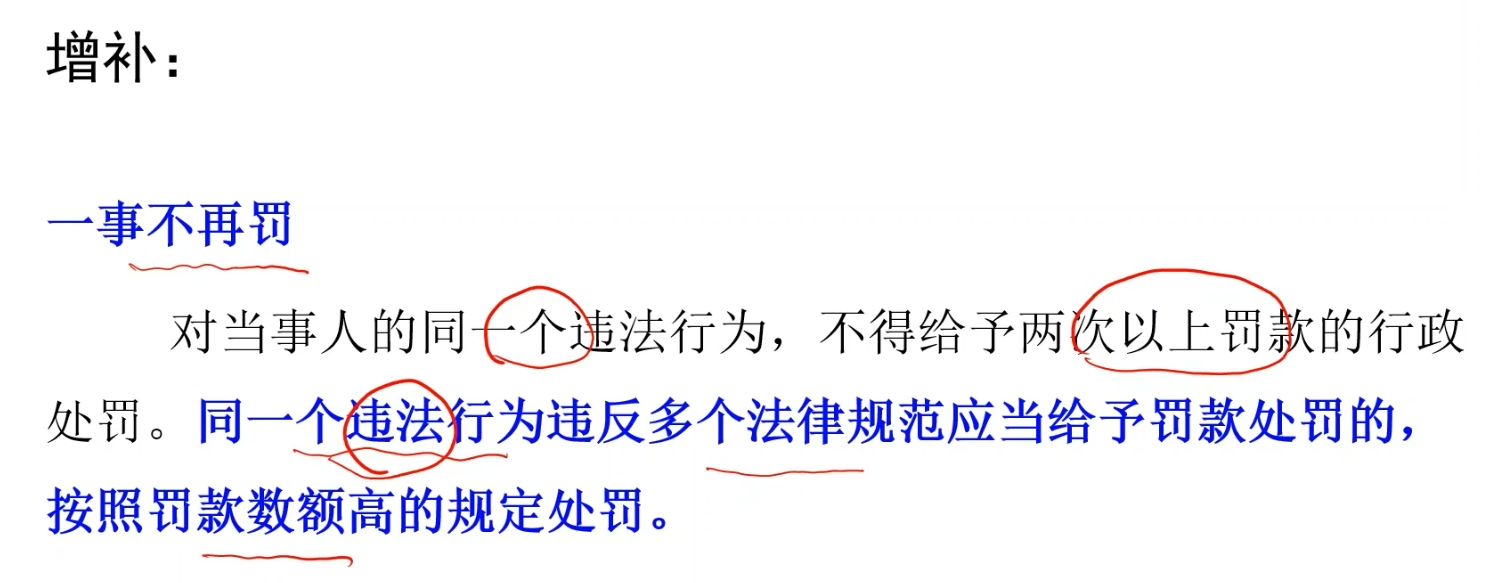 增补：
一事不再罚
对当事人的同一个违法行为，不得给予两次以上罚款的行政
处罚。同一个违法行为违反多个法律规范应当给予罚款处罚的，
按照罚款数额高的规定处罚。